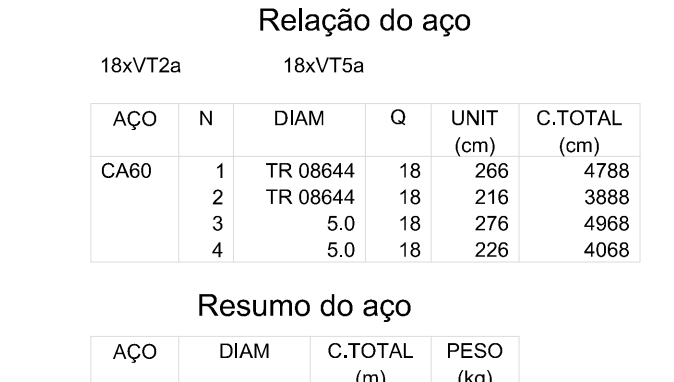 Relação do aço
18xVT2a 18xVT5a
AÇO N DIAM Q UNIT C.TOTAL
(cm) (cm)
CA60 1 TR 08644 18 266 4788
2 TR 08644 18 216 3888
3 5.0 18 276 4968
4 5.0 18 226 4068
Resumo do aço
AÇO DIAM C.TOTAL PESO
(m) (kg)